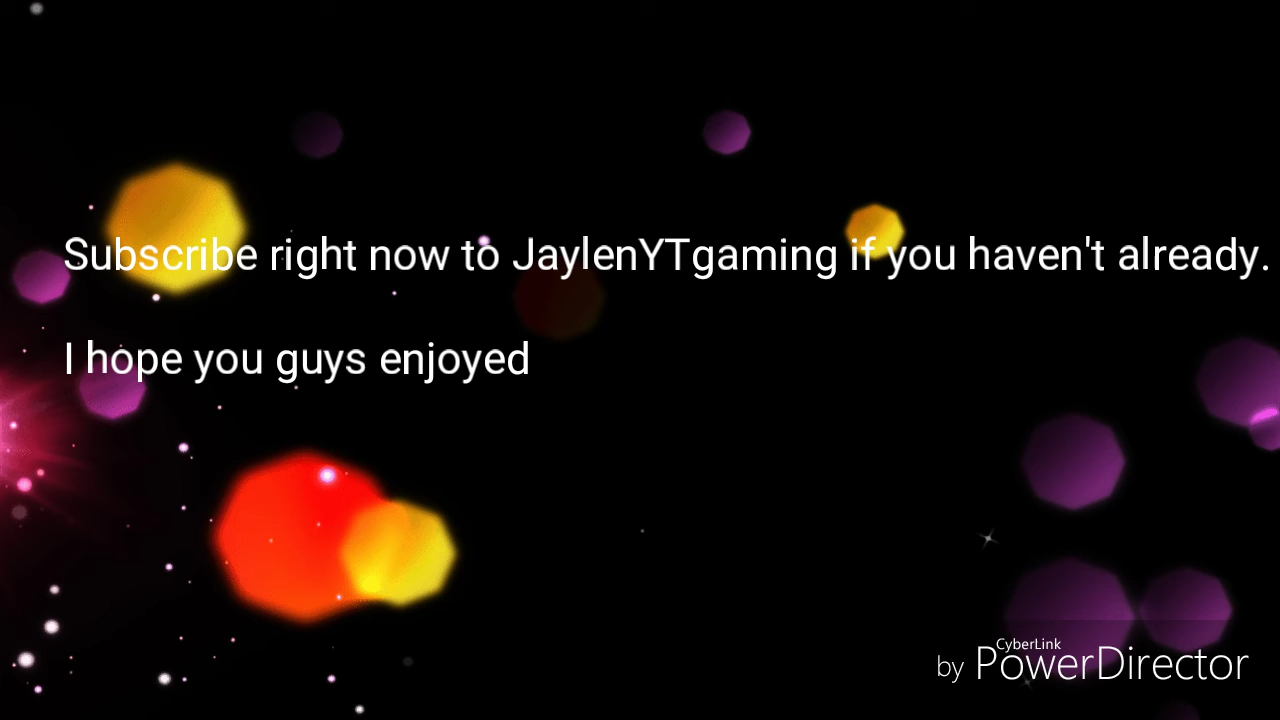 Subscribe right now to JaylenYTgaming if you haven't already.
I hope you guys enjoyed
CyberLink
by PowerDirector